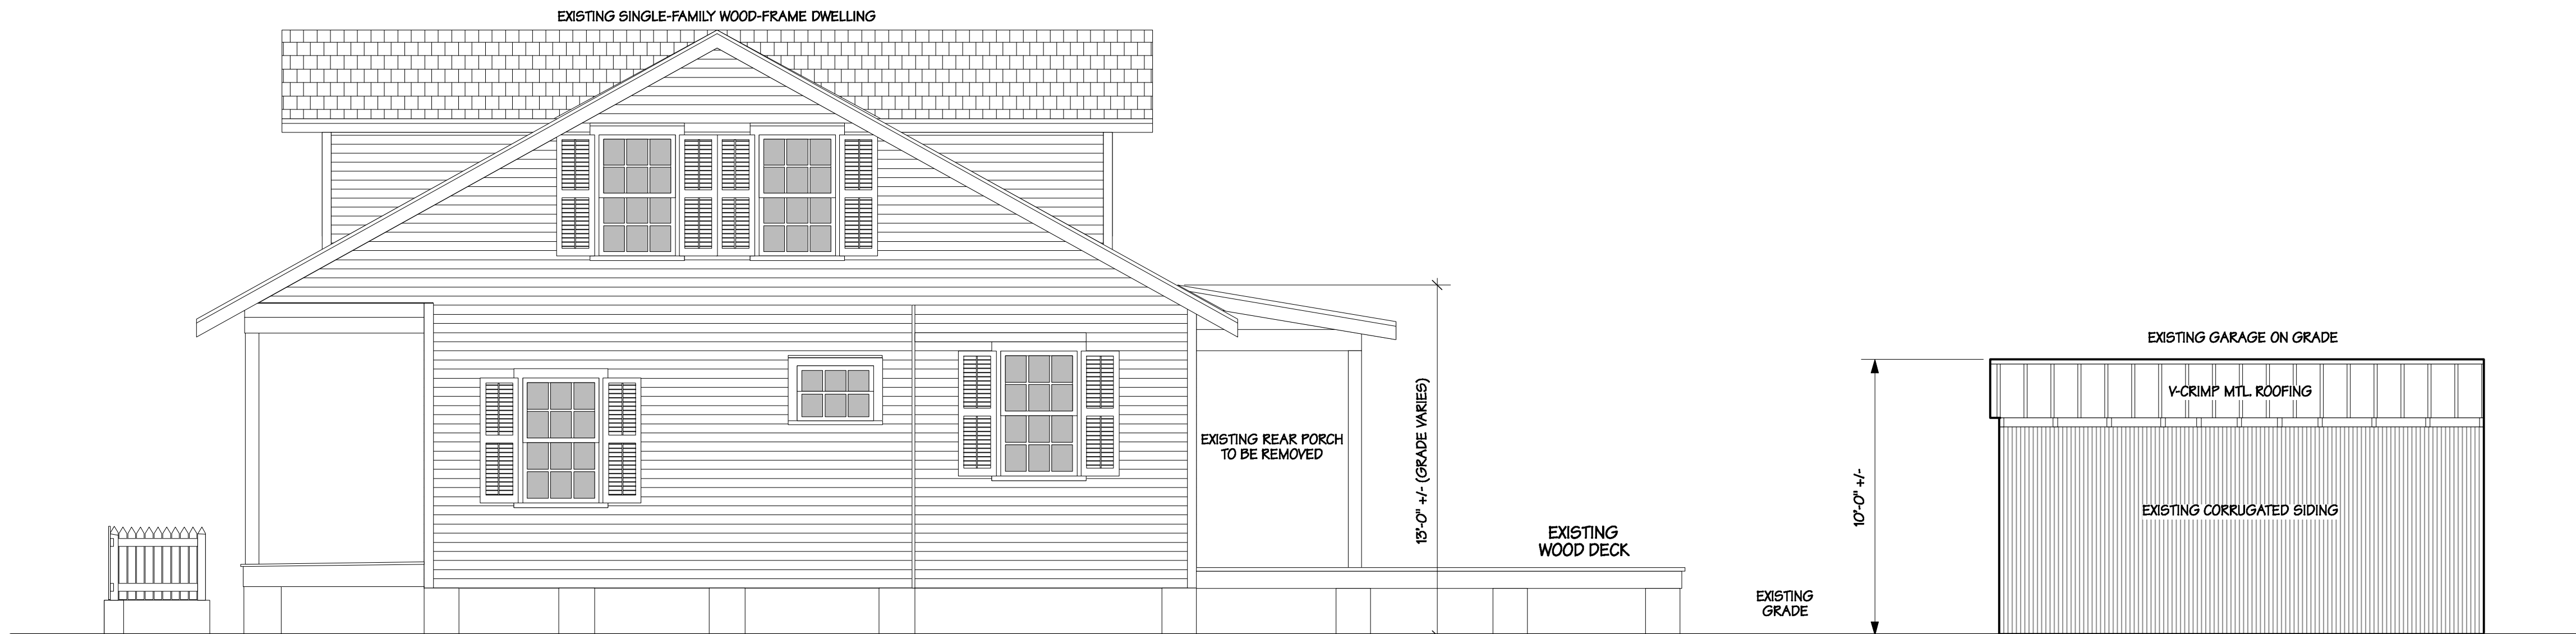 EXISTING SINGLE-FAMILY WOOD-FRAME DWELLING
EXISTING REAR PORCH
TO BE REMOVED
13'-0" +/- (GRADE VARIES)
EXISTING
WOOD DECK
EXISTING
GRADE
10'-0" +/-
EXISTING GARAGE ON GRADE
V-CRIMP MTL. ROOFING
EXISTING CORRUGATED SIDING